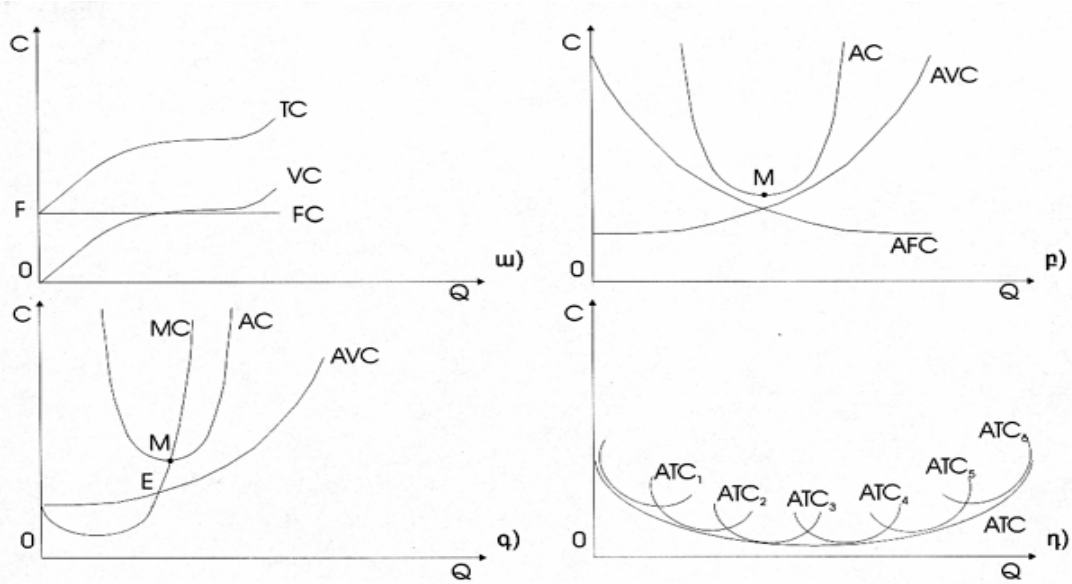 C
TC
VC
F
FC
0
Q
ա)
C
AC
AVC
M
AFC
0
Q
բ)
C
MC
AC
AVC
M
E
0
Q
գ)
C
ATC₁
ATC₂
ATC₃
ATC₄
ATC₅
ATC₆
ATC
0
Q
դ)